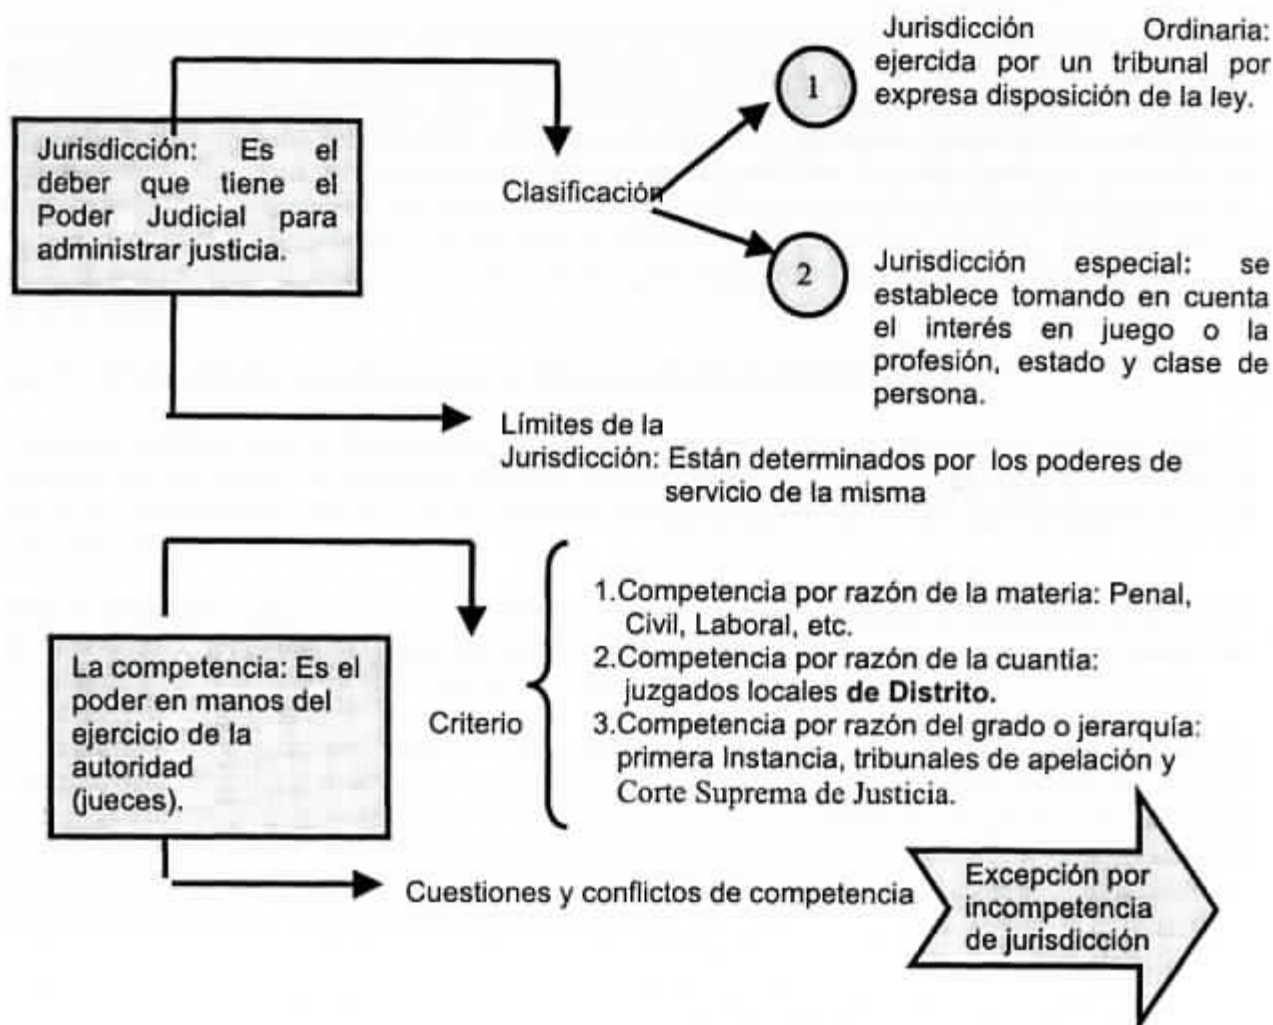 Jurisdicción: Es el
deber que tiene el
Poder Judicial para
administrar justicia.
Clasificación
1
Jurisdicción Ordinaria:
ejercida por un tribunal por
expresa disposición de la ley.
2
Jurisdicción especial: se
establece tomando en cuenta
el interés en juego o la
profesión, estado y clase de
persona.
Límites de la
Jurisdicción: Están determinados por los poderes de
servicio de la misma
La competencia: Es el
poder en manos del
ejercicio de la
autoridad
(jueces).
Criterio
1.Competencia por razón de la materia: Penal,
Civil, Laboral, etc.
2.Competencia por razón de la cuantía:
juzgados locales de Distrito.
3.Competencia por razón del grado o jerarquía:
primera Instancia, tribunales de apelación y
Corte Suprema de Justicia.
Cuestiones y conflictos de competencia
Excepción por
incompetencia
de jurisdicción